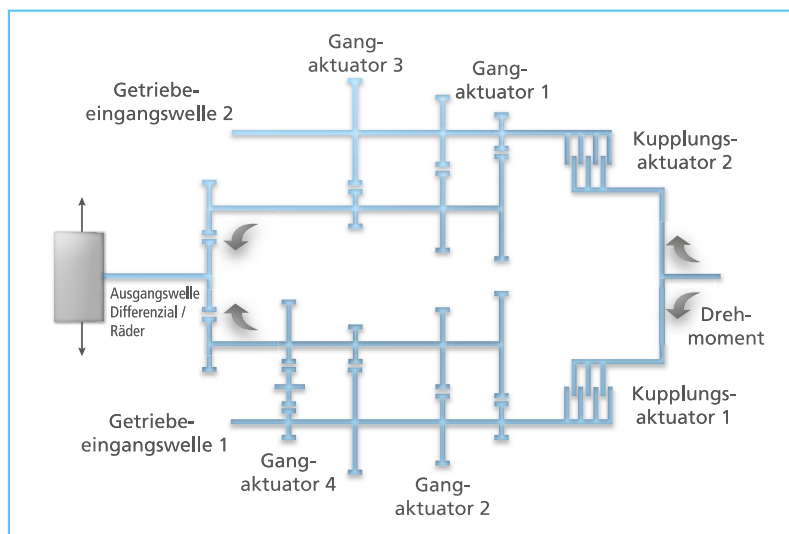 Gang-
aktuator 3
Gang-
aktuator 1
Getriebe-
eingangswelle 2
Kupplungs-
aktuator 2
Ausgangswelle
Differenzial /
Räder
Dreh-
moment
Kupplungs-
aktuator 1
Getriebe-
eingangswelle 1
Gang-
aktuator 4
Gang-
aktuator 2